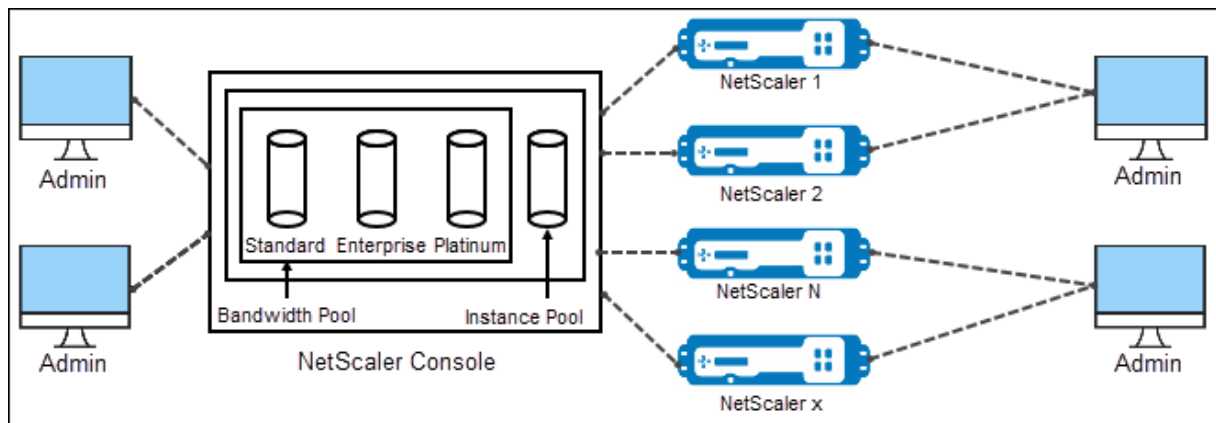 Admin
Admin
Standard Enterprise Platinum
Bandwidth Pool
Instance Pool
NetScaler Console
NetScaler 1
NetScaler 2
NetScaler N
NetScaler x
Admin
Admin